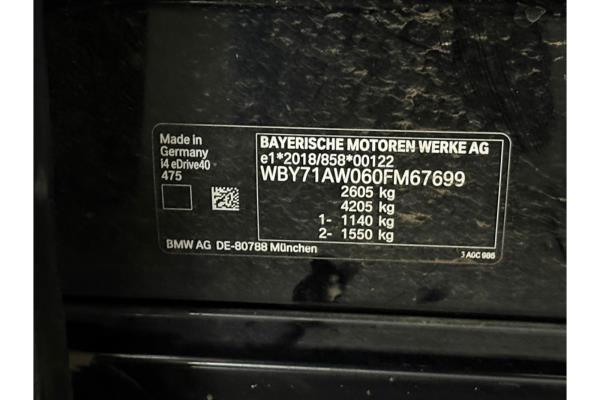 Made in
Germany
i4 eDrive40
475
BAYERISCHE MOTOREN WERKE AG
e1*2018/858*00122
WBY71AW060FM67699
2605 kg
4205 kg
1- 1140 kg
2- 1550 kg
BMW AG DE-80788 München